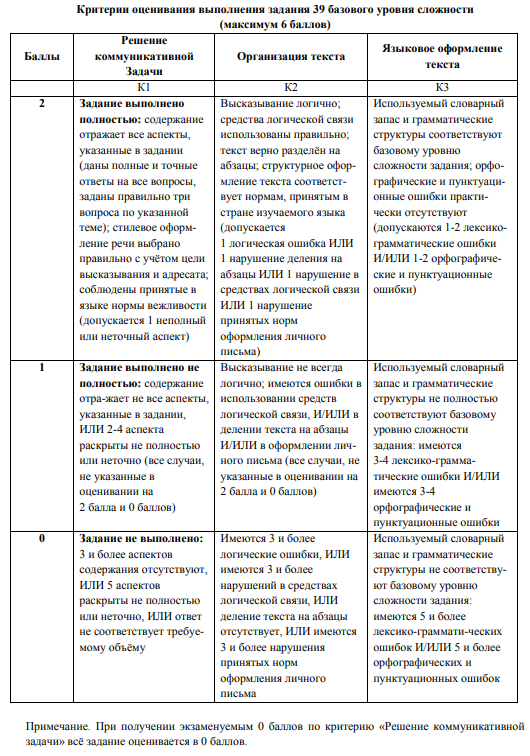 Критерии оценивания выполнения задания 39 базового уровня сложности
(максимум 6 баллов)
Баллы
Решение
коммуникативной
Задачи
Организация текста
Языковое оформление
текста
К1
К2
К3
2
Задание выполнено
полностью: содержание
отражает все аспекты,
указанные в задании
(даны полные и точные
ответы на все вопросы,
заданы правильно три
вопроса по указанной
теме); стилевое оформ-
ление речи выбрано
правильно с учётом цели
высказывания и адресата;
соблюдены принятые в
языке нормы вежливости
(допускается 1 неполный
или неточный аспект)
Высказывание логично;
средства логической связи
использованы правильно;
текст верно разделён на
абзацы; структурное офор-
мление текста соответст-
вует нормам, принятым в
стране изучаемого языка
(допускается
1 логическая ошибка ИЛИ
1 нарушение деления на
абзацы ИЛИ 1 нарушение в
средствах логической связи
ИЛИ 1 нарушение
принятых норм
оформления личного
письма)
Используемый словарный
запас и грамматические
структуры соответствуют
базовому уровню
сложности задания; орфо-
графические и пунктуаци-
онные ошибки практи-
чески отсутствуют
(допускаются 1-2 лексико-
грамматические ошибки
И/ИЛИ 1-2 орфографиче-
ские и пунктуационные
ошибки)
1
Задание выполнено не
полностью: содержание
отра-жает не все аспекты,
указанные в задании,
ИЛИ 2-4 аспекта
раскрыты не полностью
или неточно (все случаи,
не указанные в
оценивании на
2 балла и 0 баллов)
Высказывание не всегда
логично; имеются ошибки в
использовании средств
логической связи, И/ИЛИ в
делении текста на абзацы
И/ИЛИ в оформлении лич-
ного письма (все случаи, не
указанные в оценивании на
2 балла и 0 баллов)
Используемый словарный
запас и грамматические
структуры не полностью
соответствуют базовому
уровню сложности
задания: имеются
3-4 лексико-грамма-
тические ошибки И/ИЛИ
имеются 3-4
орфографические и
пунктуационные ошибки
0
Задание не выполнено:
3 и более аспектов
содержания отсутствуют,
ИЛИ 5 аспектов
раскрыты не полностью
или неточно, ИЛИ ответ
не соответствует требуе-
мому объёму
Имеются 3 и более
логические ошибки, ИЛИ
имеются 3 и более
нарушений в средствах
логической связи, ИЛИ
деление текста на абзацы
отсутствует, ИЛИ имеются
3 и более нарушения
принятых норм
оформления личного
письма
Используемый словарный
запас и грамматические
структуры не соответству-
ют базовому уровню
сложности задания:
имеются 5 и более
лексико-граммати-ческих
ошибок И/ИЛИ 5 и более
орфографических и
пунктуационных ошибок
Примечание. При получении экзаменуемым 0 баллов по критерию «Решение коммуникативной
задачи» всё задание оценивается в 0 баллов.